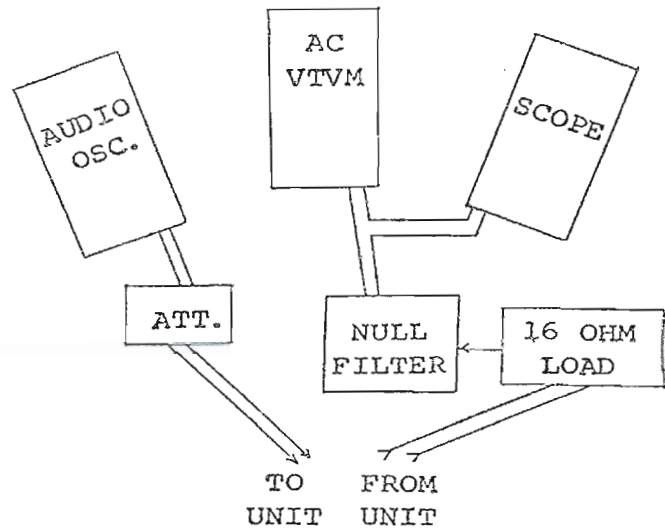 AUDIO
OSC.
AC
VTVM
SCOPE
ATT.
NULL
FILTER
16 OHM
LOAD
TO
UNIT
FROM
UNIT